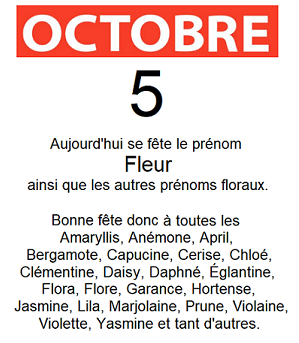 OCTOBRE
5
Aujourd'hui se fête le prénom
Fleur
ainsi que les autres prénoms floraux.
Bonne fête donc à toutes les
Amaryllis, Anémone, April,
Bergamote, Capucine, Cerise, Chloé,
Clémentine, Daisy, Daphné, Églantine,
Flora, Flore, Garance, Hortense,
Jasmine, Lila, Marjolaine, Prune, Violaine,
Violette, Yasmine et tant d'autres.